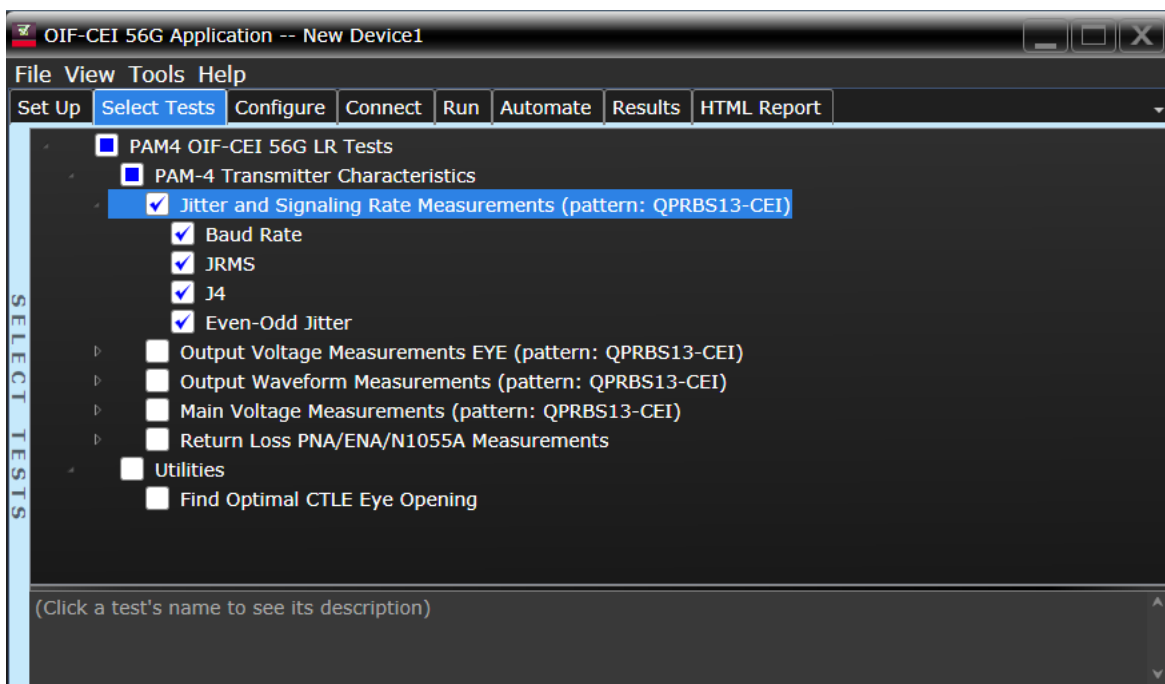 OIF-CEI 56G Application -- New Device1
File View Tools Help
Set Up Select Tests Configure Connect Run Automate Results HTML Report
PAM4 OIF-CEI 56G LR Tests
PAM-4 Transmitter Characteristics
Jitter and Signaling Rate Measurements (pattern: QPRBS13-CEI)
Baud Rate
JRMS
J4
Even-Odd Jitter
Output Voltage Measurements EYE (pattern: QPRBS13-CEI)
Output Waveform Measurements (pattern: QPRBS13-CEI)
Main Voltage Measurements (pattern: QPRBS13-CEI)
Return Loss PNA/ENA/N1055A Measurements
Utilities
Find Optimal CTLE Eye Opening
SELECT TESTS
(Click a test's name to see its description)